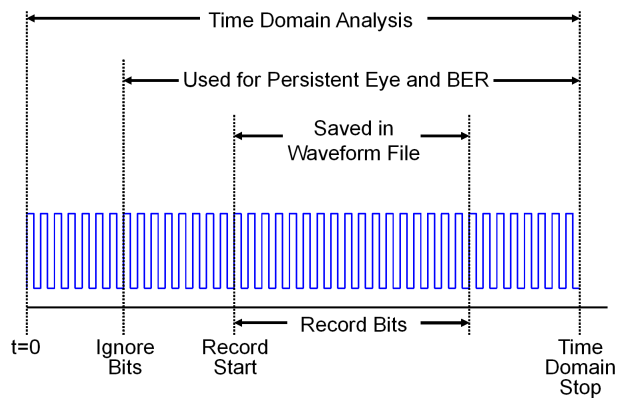 Time Domain Analysis
Used for Persistent Eye and BER
Saved in
Waveform File
Record Bits
t=0
Ignore
Bits
Record
Start
Time
Domain
Stop